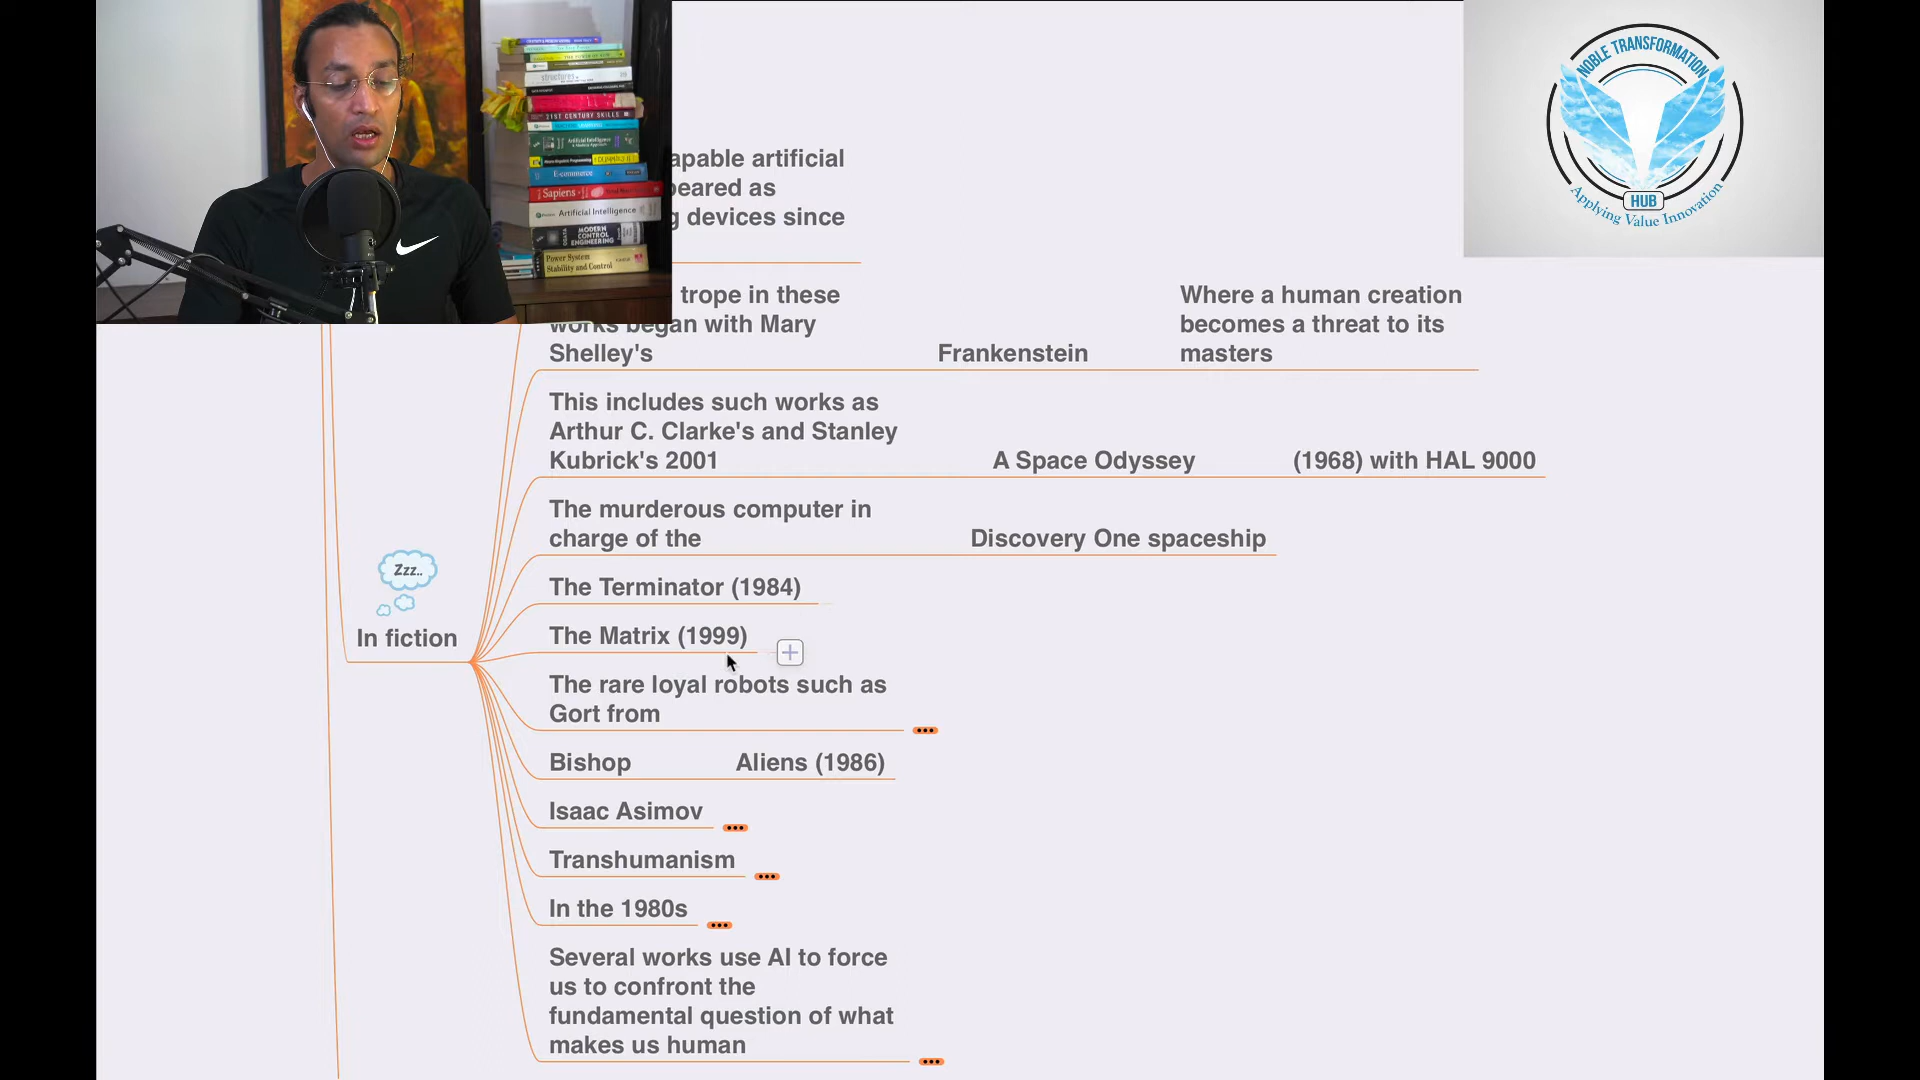 NOBLE TRANSFORMATION
HUB
Applying Value Innovation
structures
21ST CENTURY SKILLS
Artificial Intelligence
E-commerce
Sapiens
Artificial Intelligence
MODERN
CONTROL
ENGINEERING
Power System
Stability and Control
apable artificial
peared as
g devices since
trope in these
works began with Mary
Shelley's
Frankenstein
Where a human creation
becomes a threat to its
masters
This includes such works as
Arthur C. Clarke's and Stanley
Kubrick's 2001
A Space Odyssey
(1968) with HAL 9000
The murderous computer in
charge of the
Discovery One spaceship
Zzz..
In fiction
The Terminator (1984)
The Matrix (1999)
The rare loyal robots such as
Gort from
Bishop
Aliens (1986)
Isaac Asimov
Transhumanism
In the 1980s
Several works use AI to force
us to confront the
fundamental question of what
makes us human